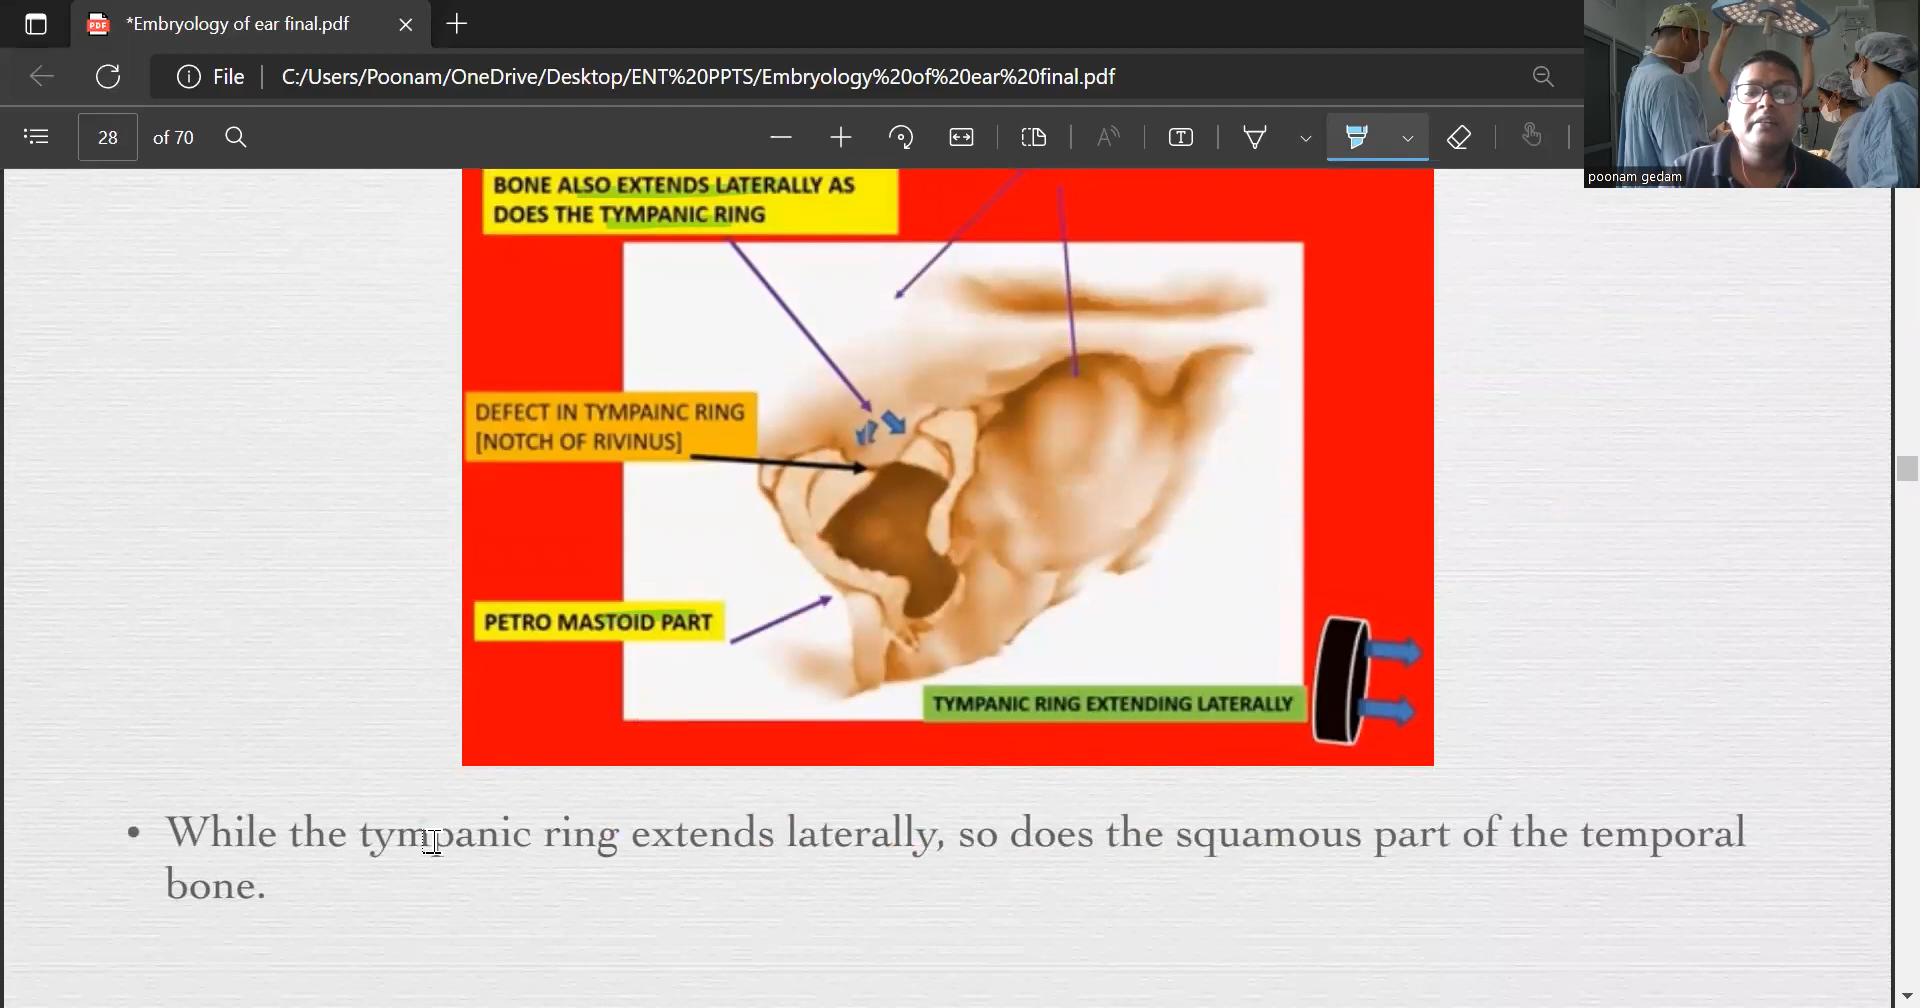 *Embryology of ear final.pdf
PDF
File
C:/Users/Poonam/OneDrive/Desktop/ENT%20PPTS/Embryology%20of%20ear%20final.pdf
28 of 70
poonam gedam
BONE ALSO EXTENDS LATERALLY AS
DOES THE TYMPANIC RING
DEFECT IN TYMPAINC RING
[NOTCH OF RIVINUS]
PETRO MASTOID PART
TYMPANIC RING EXTENDING LATERALLY
• While the tympanic ring extends laterally, so does the squamous part of the temporal
bone.